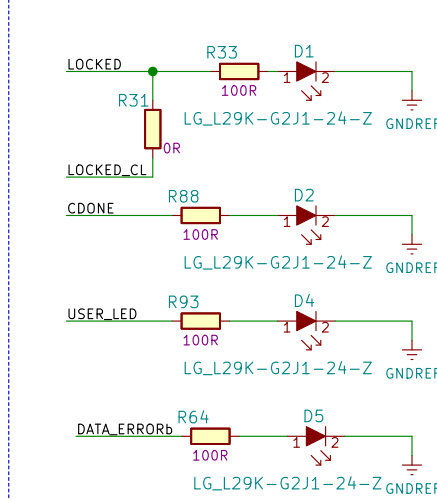 LOCKED
R33
100R
D1
1 2
LG_L29K-G2J1-24-Z
GNDREF
R31
0R
LOCKED_CL
CDONE
R88
100R
D2
1 2
LG_L29K-G2J1-24-Z
GNDREF
USER_LED
R93
100R
D4
1 2
LG_L29K-G2J1-24-Z
GNDREF
DATA_ERRORb
R64
100R
D5
1 2
LG_L29K-G2J1-24-Z
GNDREF